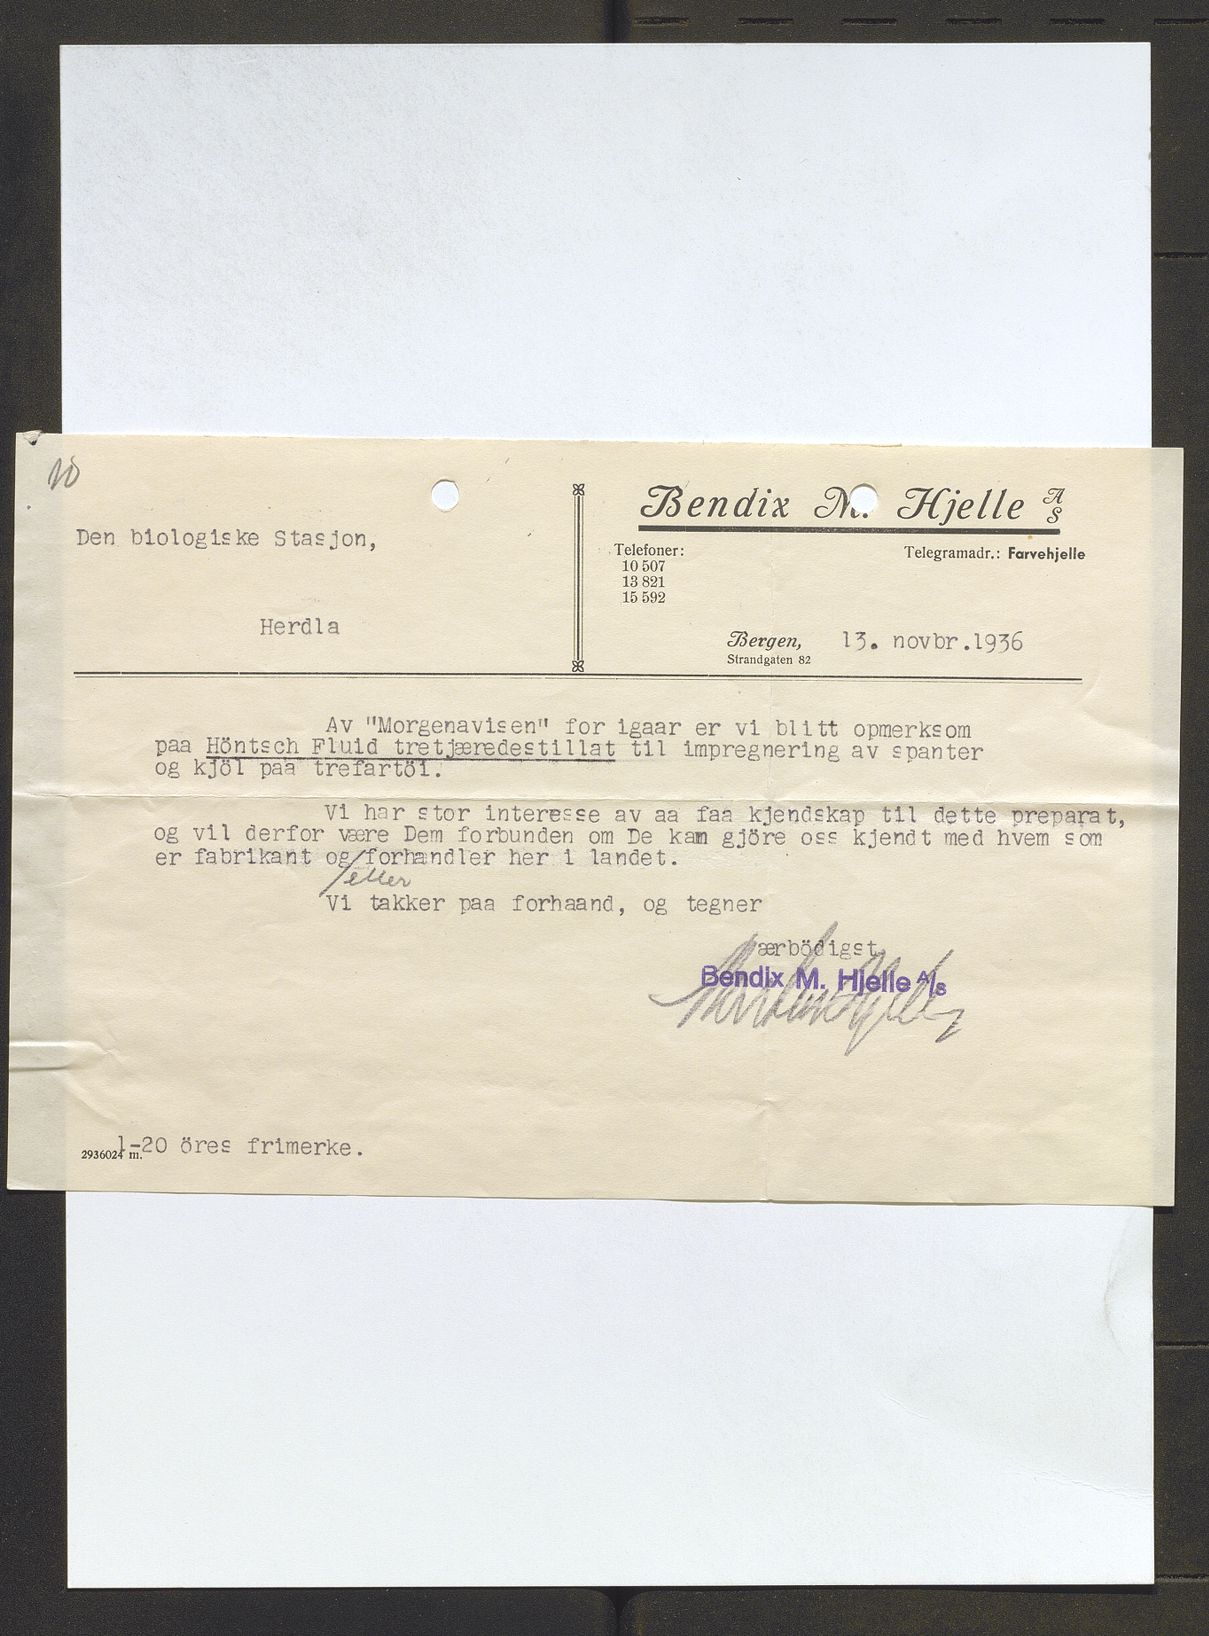 10
Den biologiske Stasjon,
Herdla
Bendix M. Hjelle A/S
Telefoner:
10 507
13 821
15 592
Telegramadr.: Farvehjelle
Bergen, 13. novbr.1936
Strandgaten 82
Av "Morgenavisen" for igaar er vi blitt opmerksom
paa Höntsch Fluid tretjæredestillat til impregnering av spanter
og kjöl paa trefartöi.
Vi har stor interesse av aa faa kjendskap til dette preparat,
og vil derfor være Dem forbunden om De kan gjöre oss kjendt med hvem som
er fabrikant og/forhandler her i landet.
/eller
Vi takker paa forhaand, og tegner
ærbödigst
Bendix M. Hjelle A/s
1-20 öres frimerke.
2936024 m.